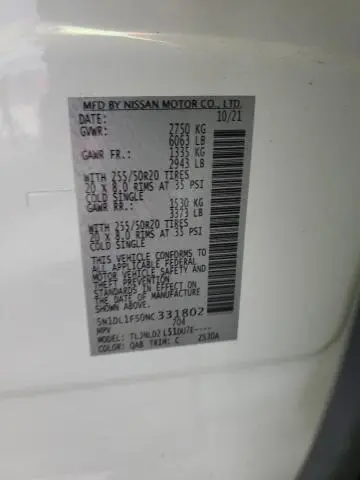 MFD BY NISSAN MOTOR CO., LTD.
DATE: 10/21
GVWR: 2750 KG
6063 LB
GAWR FR.: 1335 KG
2943 LB
WITH 255/50R20 TIRES
20 X 8.0 RIMS AT 35 PSI
COLD SINGLE
GAWR RR.: 1530 KG
3373 LB
WITH 255/50R20 TIRES
20 X 8.0 RIMS AT 35 PSI
COLD SINGLE
THIS VEHICLE CONFORMS TO
ALL APPLICABLE FEDERAL
MOTOR VEHICLE SAFETY AND
THEFT PREVENTION
STANDARDS IN EFFECT ON
THE DATE OF MANUFACTURE
SHOWN ABOVE.
5N1DL1FS0NC331802
MPV 704
MODEL:
COLOR: QAB TRIM: C